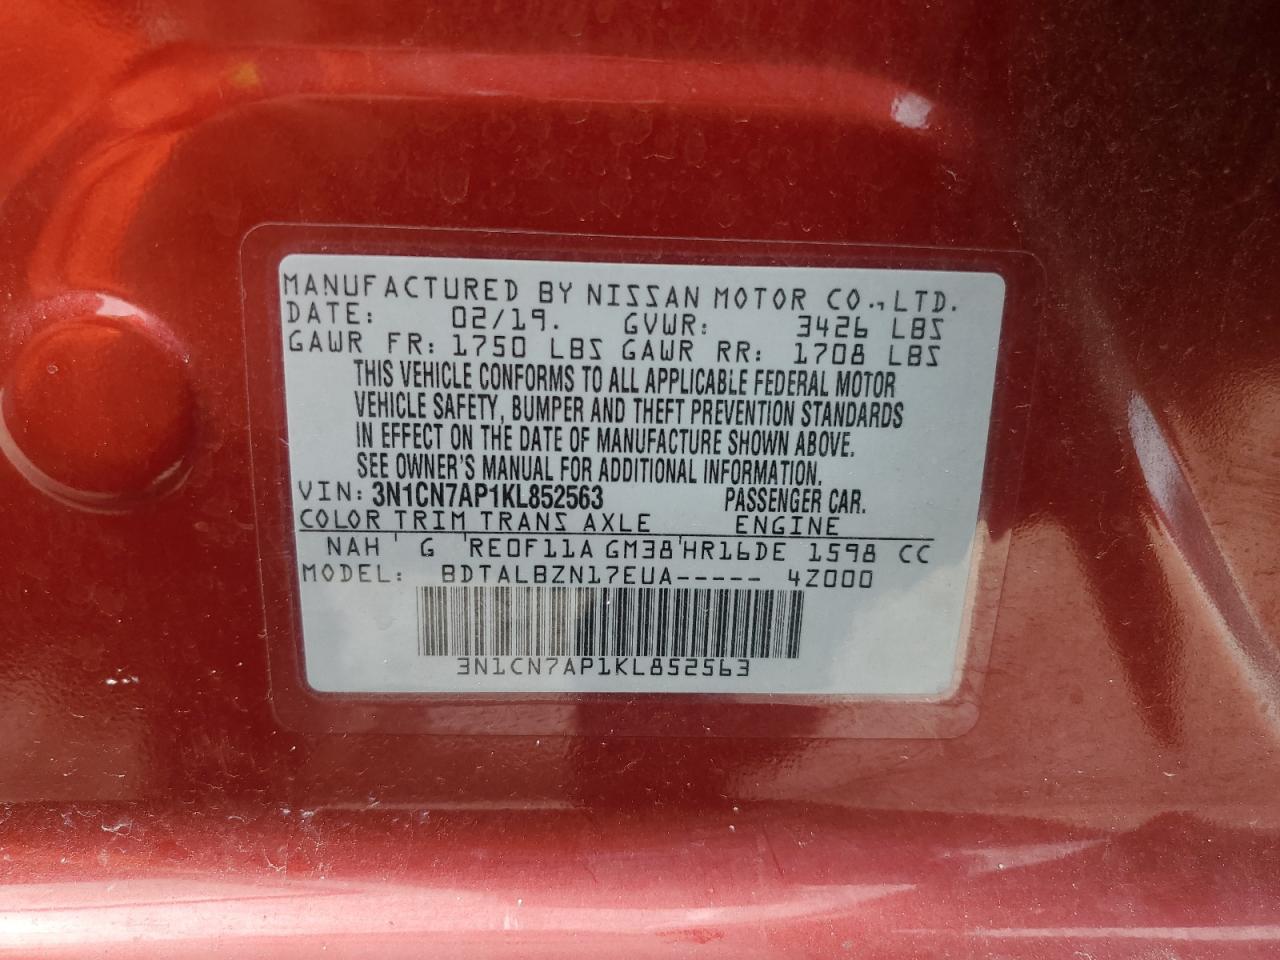 MANUFACTURED BY NISSAN MOTOR CO., LTD.
DATE: 02/19. GVWR: 3426 LBS
GAWR FR: 1750 LBS GAWR RR: 1708 LBS
THIS VEHICLE CONFORMS TO ALL APPLICABLE FEDERAL MOTOR
VEHICLE SAFETY, BUMPER AND THEFT PREVENTION STANDARDS
IN EFFECT ON THE DATE OF MANUFACTURE SHOWN ABOVE.
SEE OWNER'S MANUAL FOR ADDITIONAL INFORMATION.
VIN: 3N1CN7AP1KL852563 PASSENGER CAR.
COLOR TRIM TRANS AXLE ENGINE
NAH G RE0F11A GM38 HR16DE 1598 CC
MODEL: BDTALBZN17EUA----- 4Z000
3N1CN7AP1KL852563